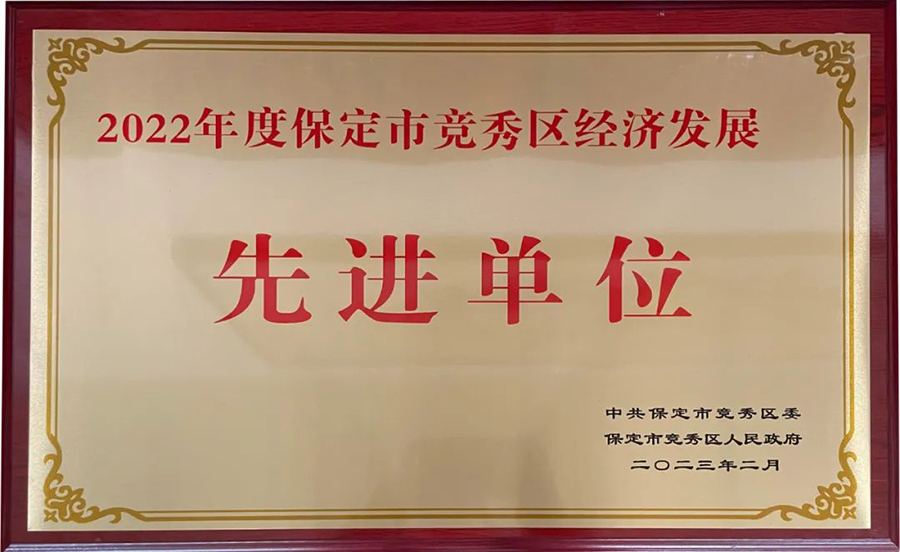 2022年度保定市竞秀区经济发展
先进单位
中共保定市竞秀区委
保定市竞秀区人民政府
二〇二三年二月